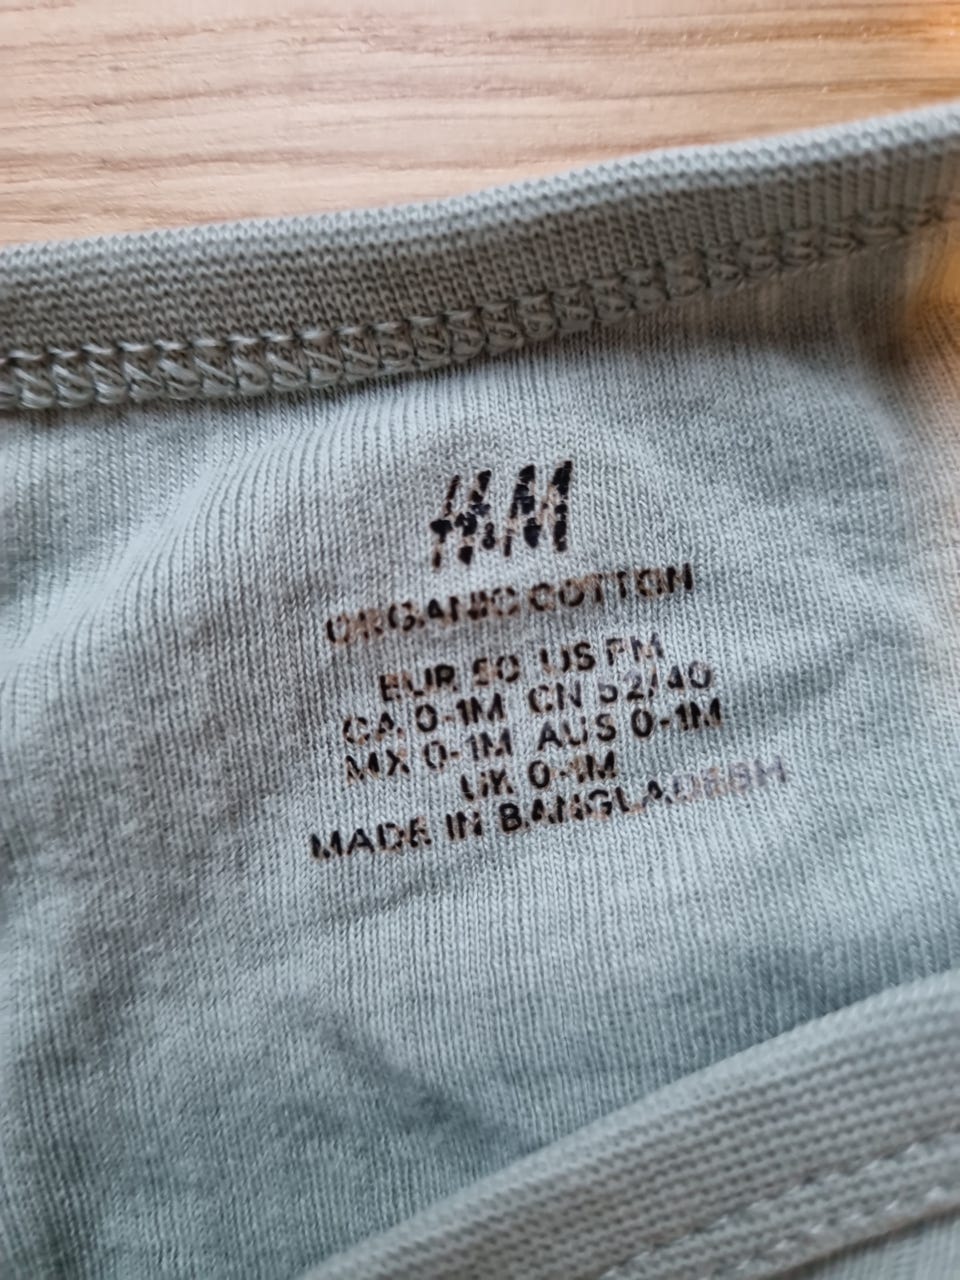 H&M
ORGANIC COTTON
EUR 50 US PM
CA 0-1M CN 52/40
MX 0-1M AUS 0-1M
UK 0-1M
MADE IN BANGLADESH